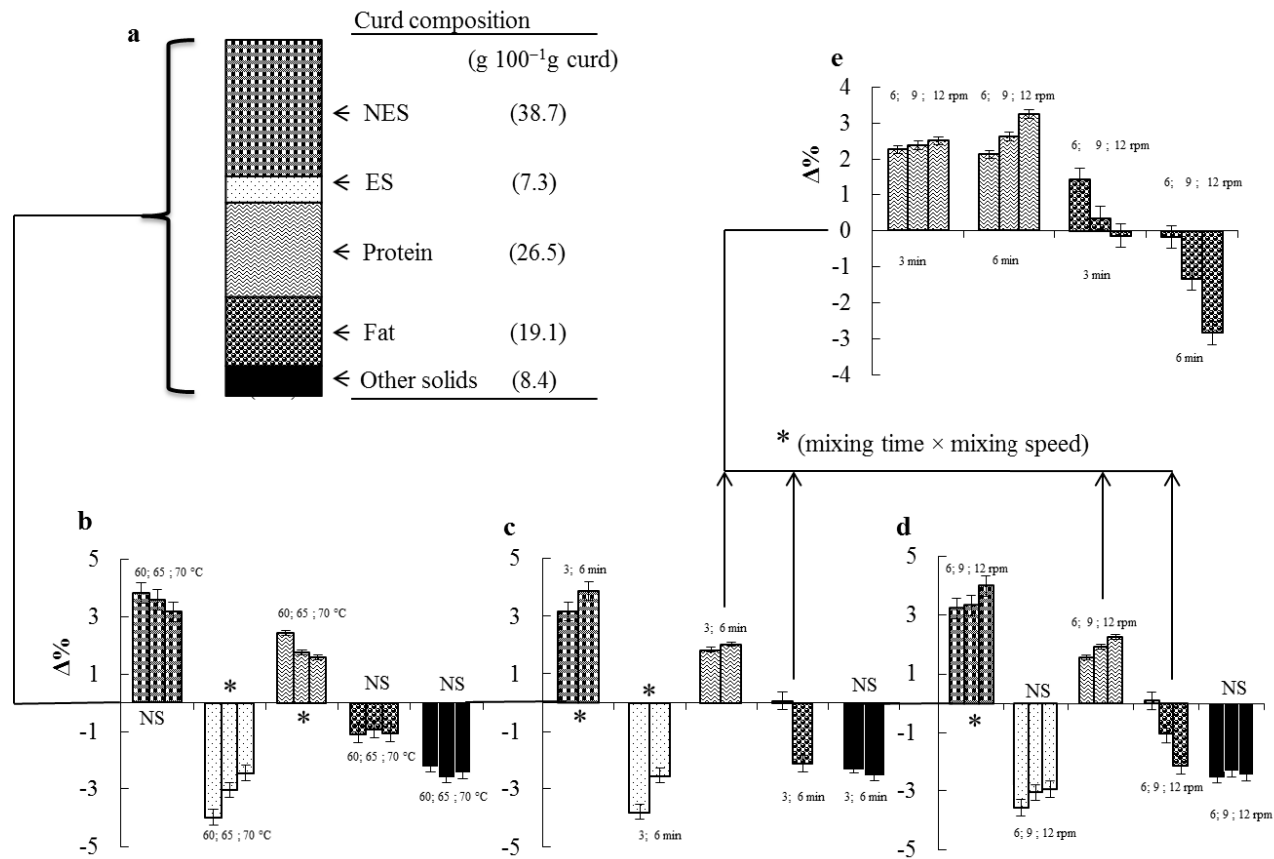 a
Curd composition
(g 100⁻¹g curd)
NES (38.7)
ES (7.3)
Protein (26.5)
Fat (19.1)
Other solids (8.4)
e
Δ%
4
3
2
1
0
-1
-2
-3
-4
6; 9; 12 rpm
6; 9; 12 rpm
6; 9; 12 rpm
6; 9; 12 rpm
3 min
6 min
3 min
6 min
* (mixing time × mixing speed)
b
Δ%
5
3
1
-1
-3
-5
60; 65; 70 °C
NS
*
60; 65; 70 °C
60; 65; 70 °C
*
NS
60; 65; 70 °C
NS
60; 65; 70 °C
c
5
3
1
-1
-3
-5
3; 6 min
*
*
3; 6 min
3; 6 min
3; 6 min
NS
3; 6 min
d
5
3
1
-1
-3
-5
6; 9; 12 rpm
*
NS
6; 9; 12 rpm
6; 9; 12 rpm
6; 9; 12 rpm
NS
6; 9; 12 rpm